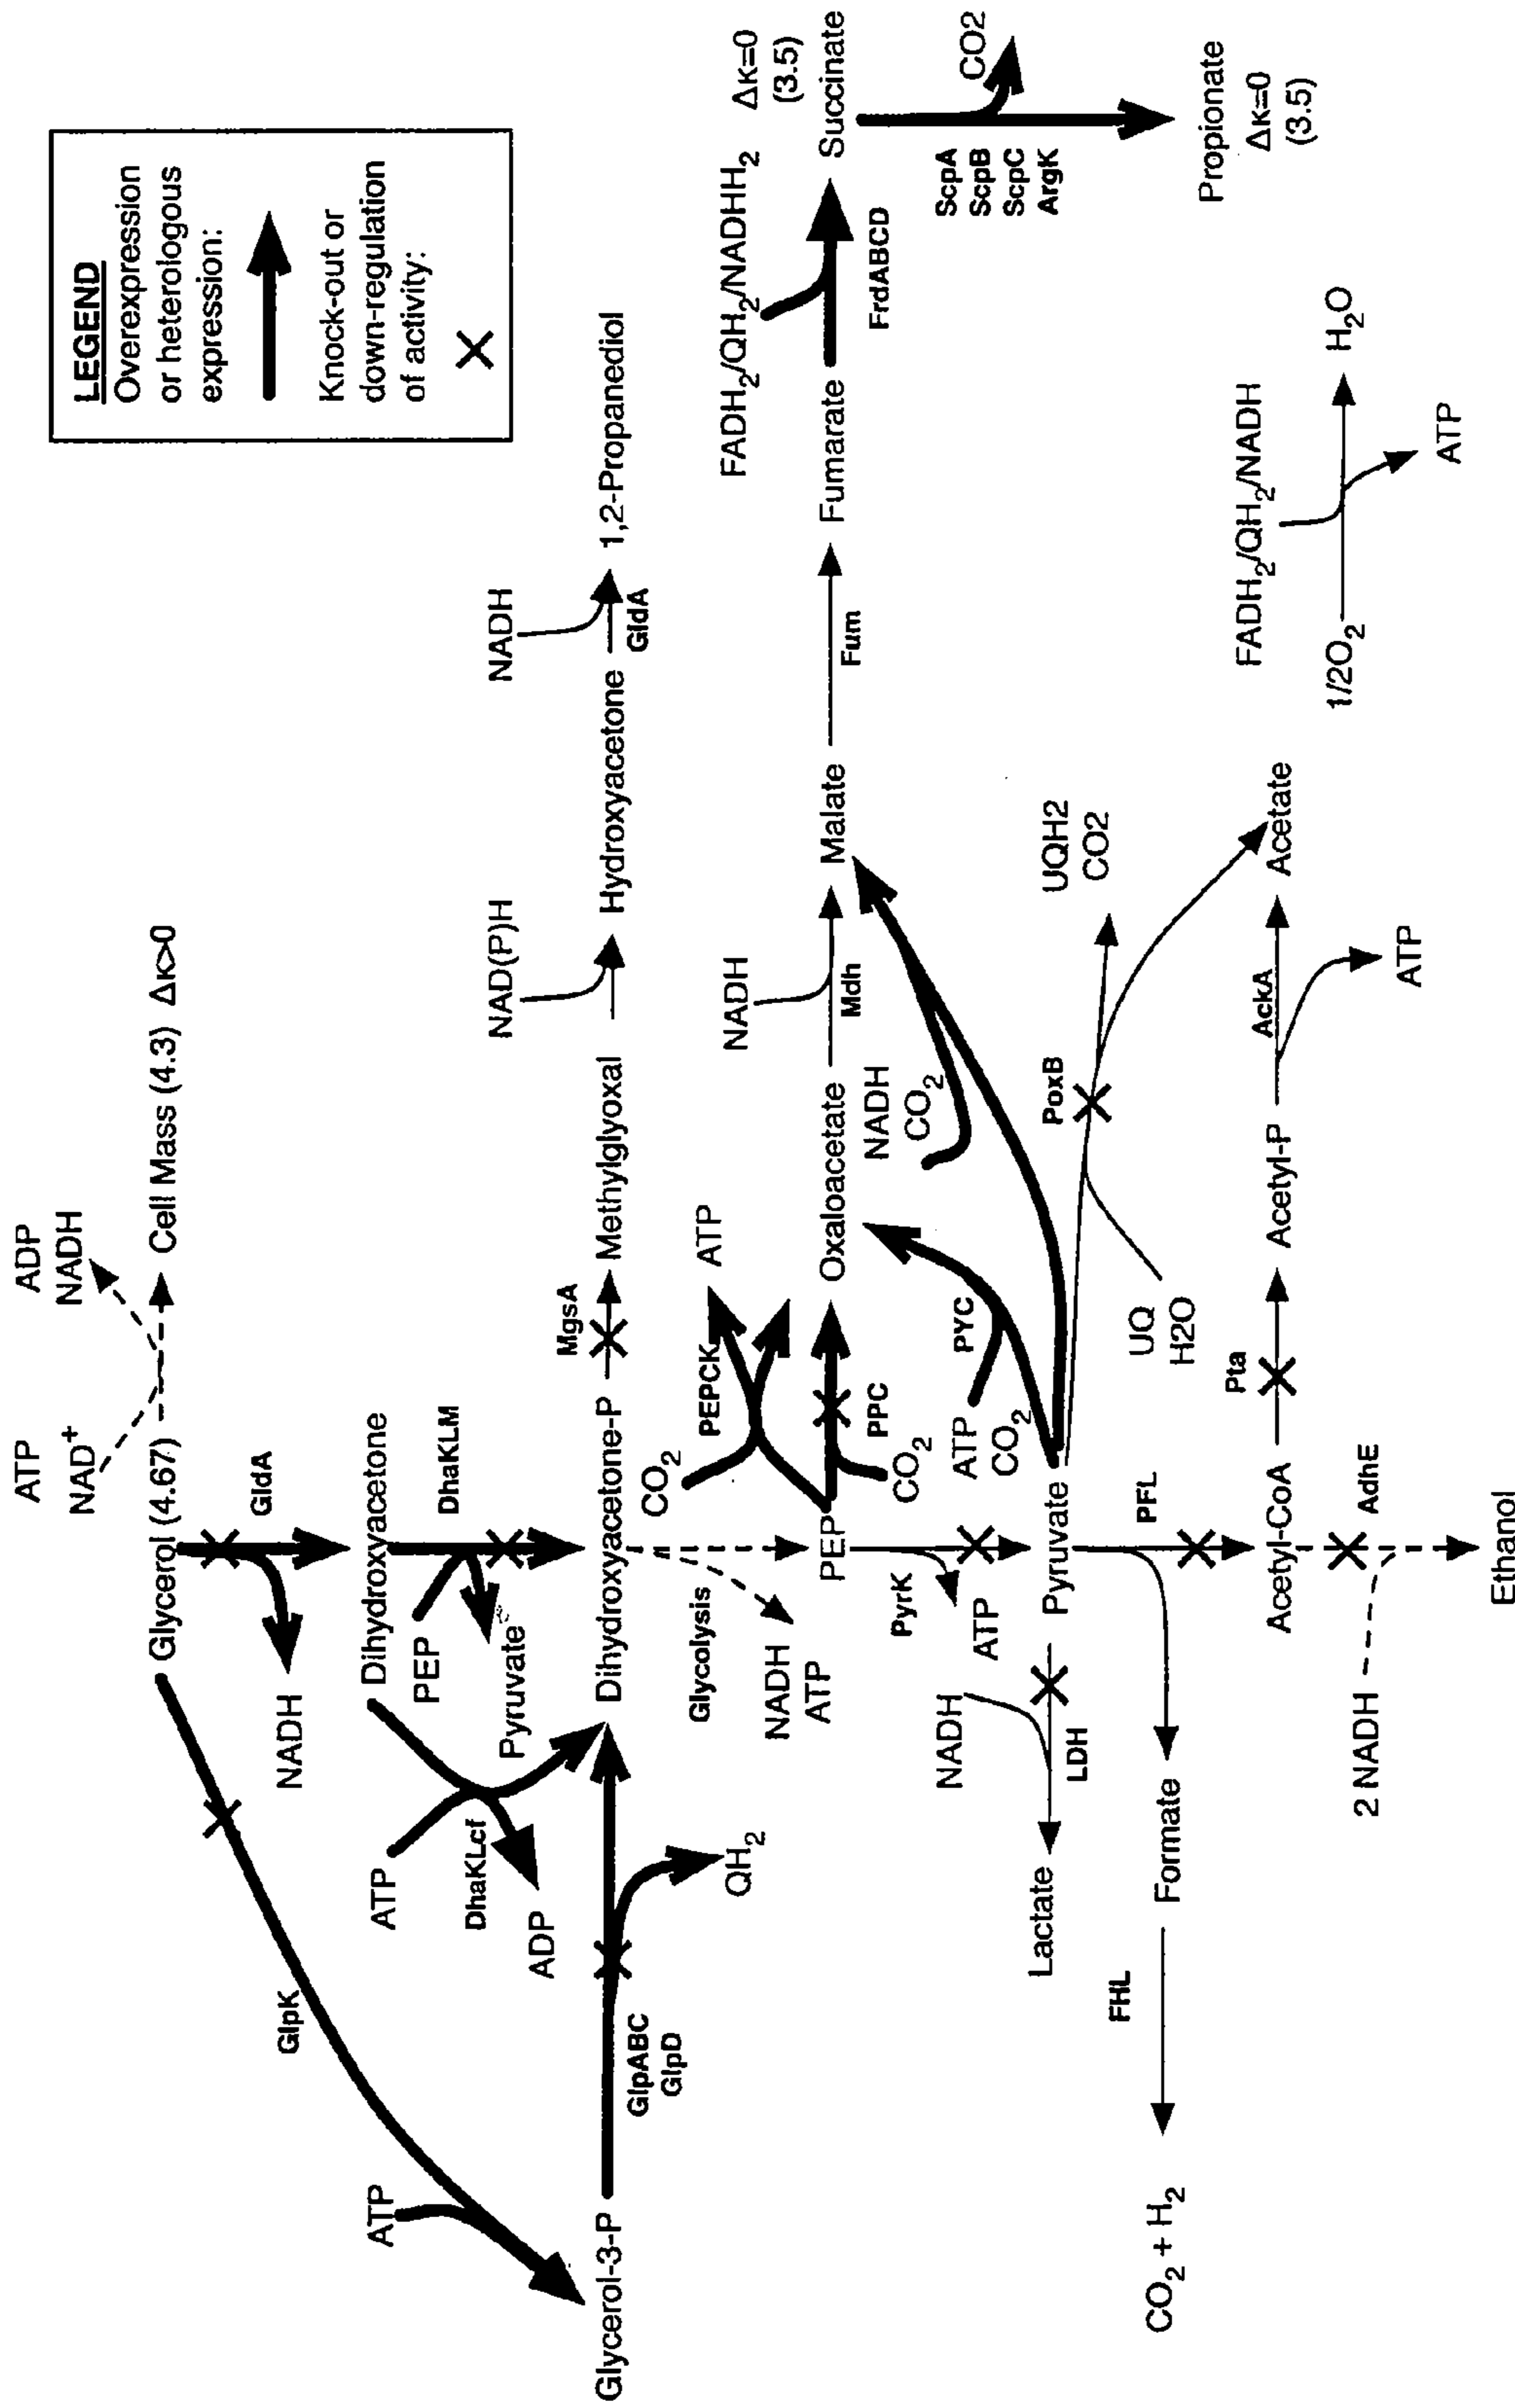 LEGEND
Overexpression
or heterologous
expression:
Knock-out or
down-regulation
of activity:
ATP
NAD+
ADP
NADH
Glycerol (4.67)
Cell Mass (4.3) Δκ>0
GlpK
GldA
NADH
Dihydroxyacetone
ATP
DhaKLcf
ADP
PEP
Pyruvate
DhaKLM
ATP
Glycerol-3-P
GlpABC
GlpD
QH2
Dihydroxyacetone-P
MgsA
Methylglyoxal
NAD(P)H
Hydroxyacetone
NADH
GldA
1,2-Propanediol
Glycolysis
NADH
ATP
CO2
PEPCK
ATP
PEP
PPC
CO2
Oxaloacetate
NADH
Mdh
Malate
Fum
Fumarate
FADH2/QH2/NADHH2
FrdABCD
Succinate
Δκ=0
(3.5)
ScpA
ScpB
ScpC
ArgK
CO2
Propionate
Δκ=0
(3.5)
PyrK
ATP
ATP
CO2
PYC
NADH
CO2
Pyruvate
NADH
LDH
Lactate
PoxB
UQ
H2O
UQH2
CO2
PFL
Formate
FHL
CO2 + H2
Acetyl-CoA
Pta
Acetyl-P
AckA
ATP
Acetate
FADH2/QH2/NADH
1/2O2
H2O
ATP
2 NADH
AdhE
Ethanol